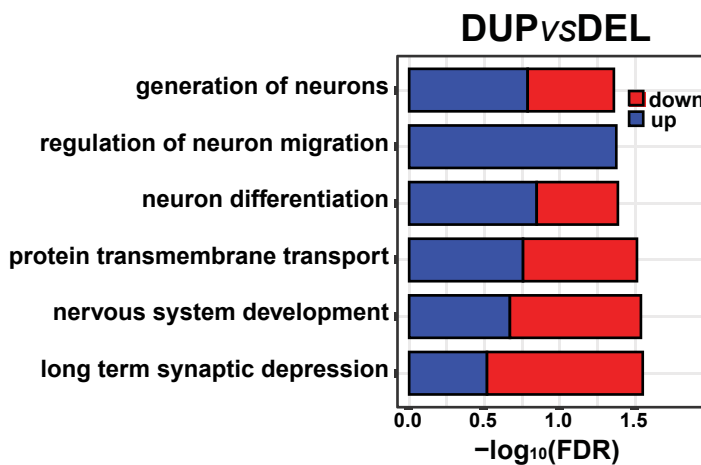 DUPvsDEL
generation of neurons
regulation of neuron migration
neuron differentiation
protein transmembrane transport
nervous system development
long term synaptic depression
down
up
0.0 0.5 1.0 1.5
−log₁₀(FDR)